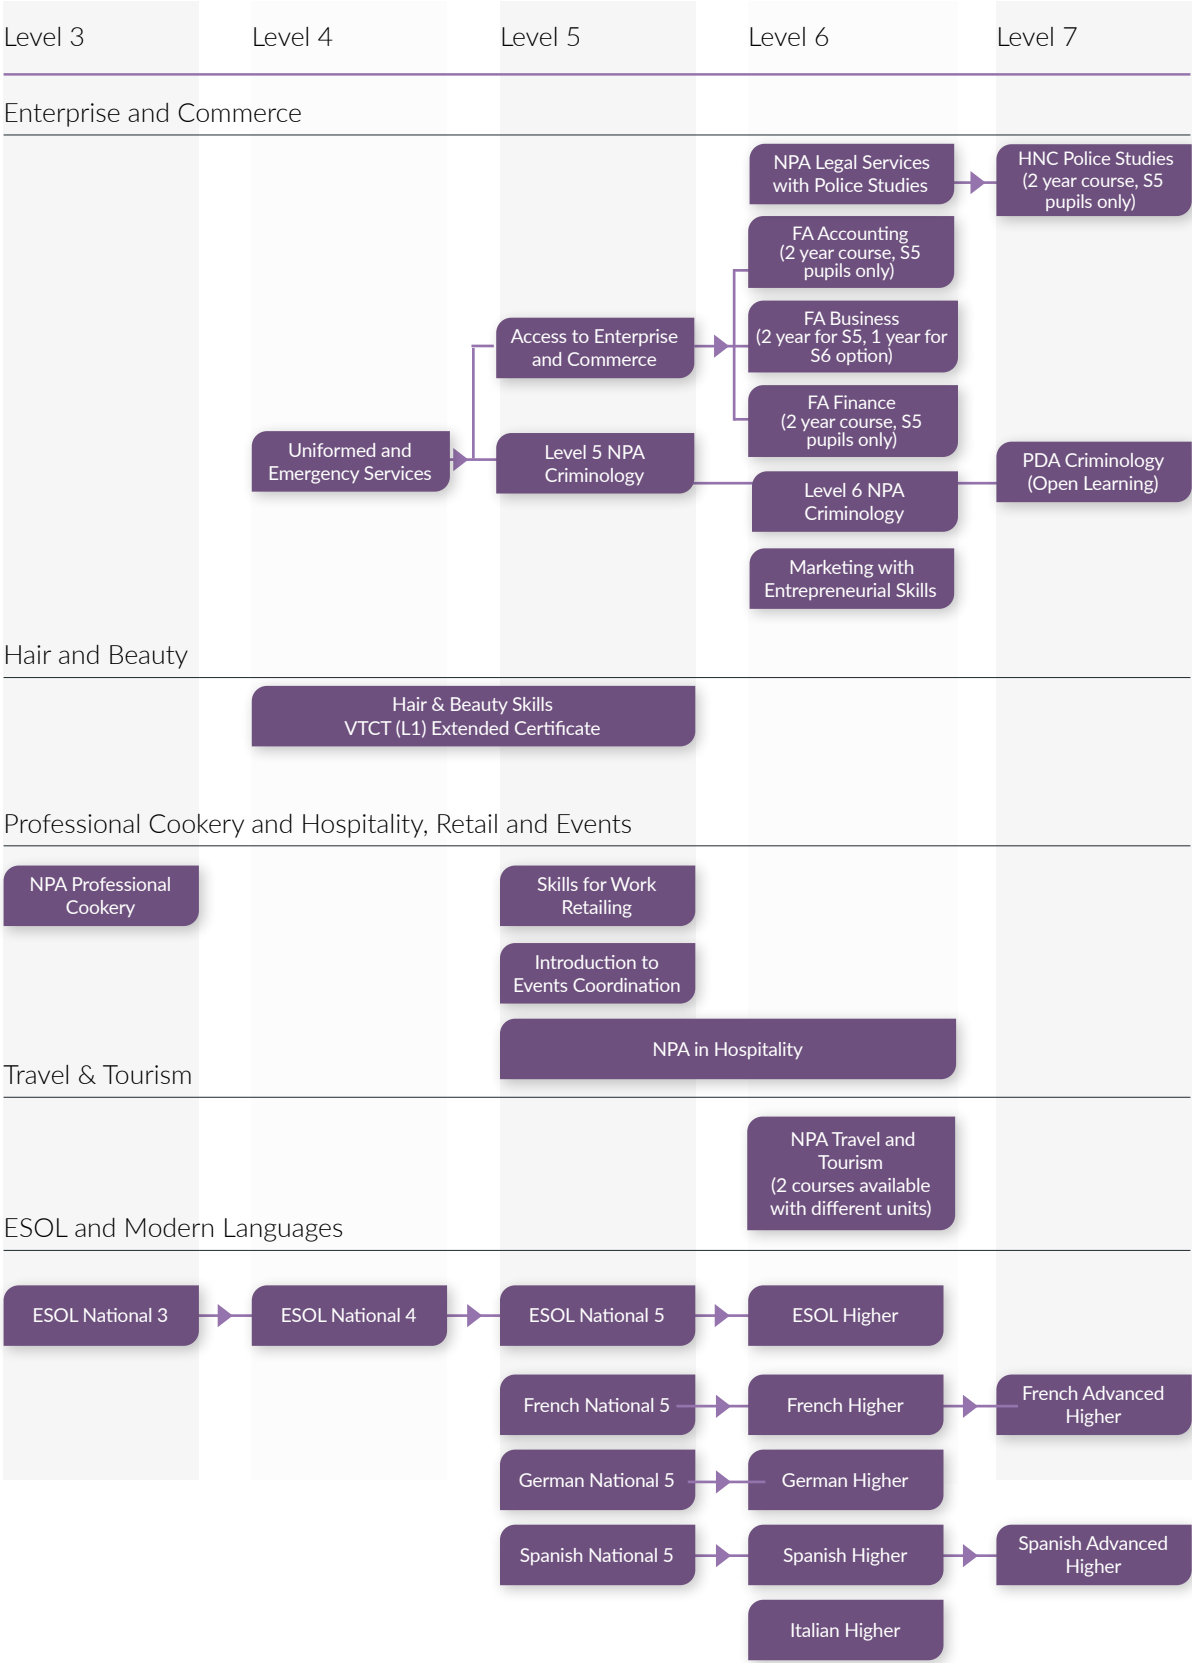 Level 3
Level 4
Level 5
Level 6
Level 7
Enterprise and Commerce
NPA Legal Services
with Police Studies
HNC Police Studies
(2 year course, S5
pupils only)
FA Accounting
(2 year course, S5
pupils only)
Access to Enterprise
and Commerce
FA Business
(2 year for S5, 1 year for
S6 option)
FA Finance
(2 year course, S5
pupils only)
Uniformed and
Emergency Services
Level 5 NPA
Criminology
Level 6 NPA
Criminology
PDA Criminology
(Open Learning)
Marketing with
Entrepreneurial Skills
Hair and Beauty
Hair & Beauty Skills
VTCT (L1) Extended Certificate
Professional Cookery and Hospitality, Retail and Events
NPA Professional
Cookery
Skills for Work
Retailing
Introduction to
Events Coordination
NPA in Hospitality
Travel & Tourism
NPA Travel and
Tourism
(2 courses available
with different units)
ESOL and Modern Languages
ESOL National 3
ESOL National 4
ESOL National 5
ESOL Higher
French National 5
French Higher
French Advanced
Higher
German National 5
German Higher
Spanish National 5
Spanish Higher
Spanish Advanced
Higher
Italian Higher